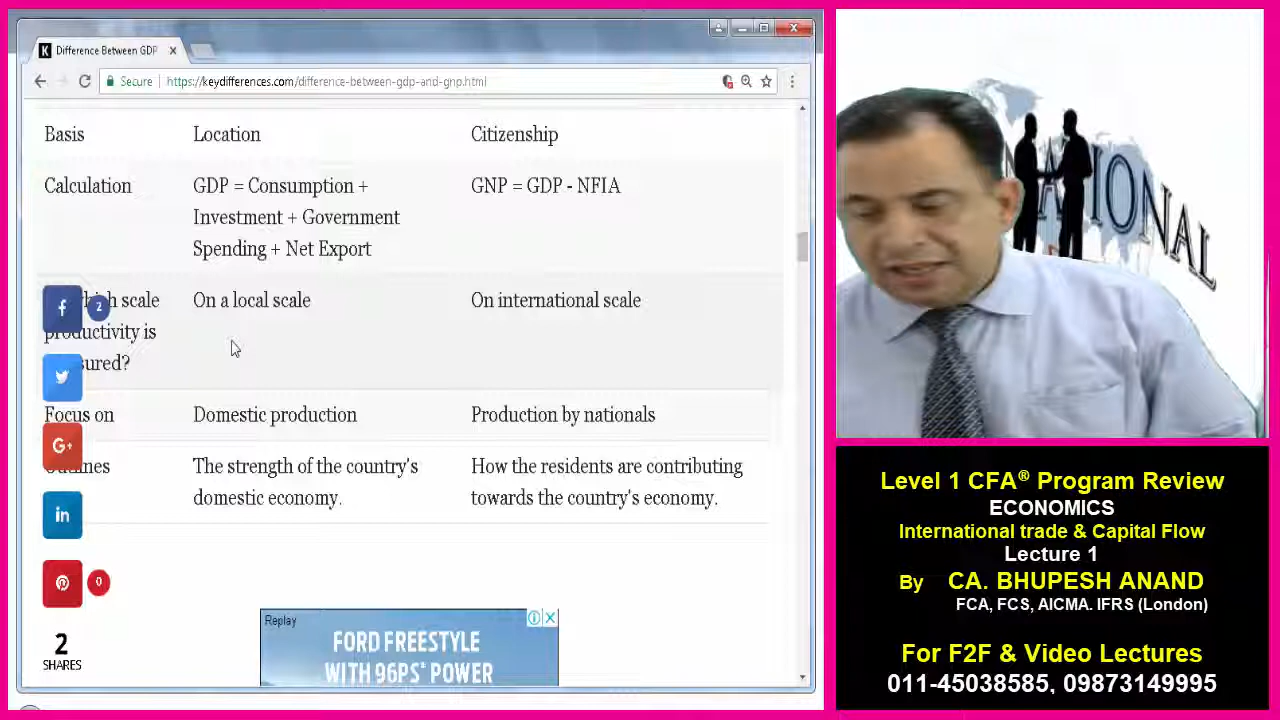 Difference Between GDP
Secure
https://keydifferences.com/difference-between-gdp-and-gnp.html
Basis
Location
Citizenship
Calculation
GDP = Consumption +
Investment + Government
Spending + Net Export
GNP = GDP - NFIA
scale
productivity is
On a local scale
On international scale
Focus on
Domestic production
Production by nationals
The strength of the country's
domestic economy.
How the residents are contributing
towards the country's economy.
2
0
2
SHARES
Replay
FORD FREESTYLE
WITH 96PS* POWER
Level 1 CFA® Program Review
ECONOMICS
International trade & Capital Flow
Lecture 1
By CA. BHUPESH ANAND
FCA, FCS, AICMA. IFRS (London)
For F2F & Video Lectures
011-45038585, 09873149995